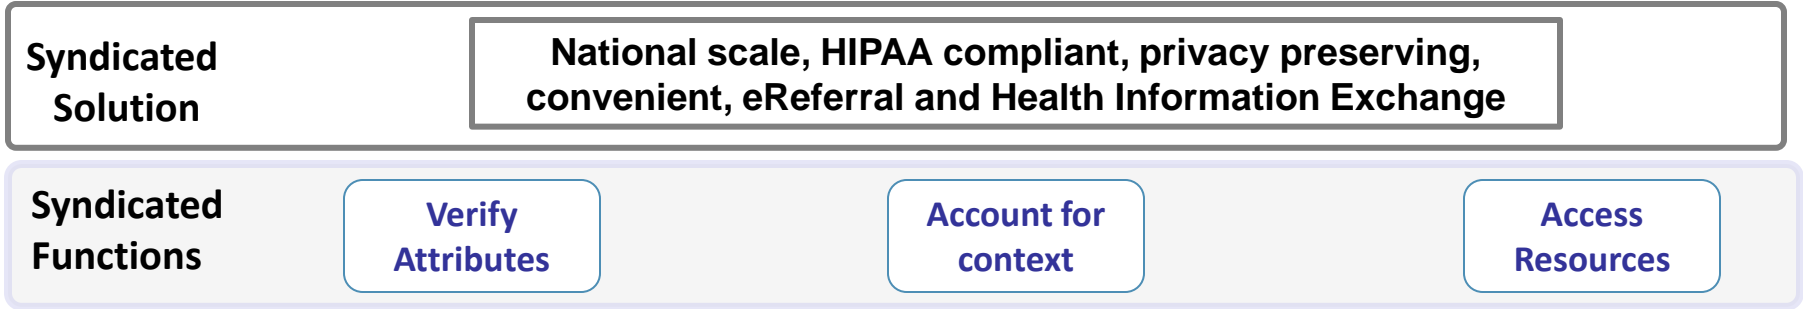 Syndicated
Solution
National scale, HIPAA compliant, privacy preserving,
convenient, eReferral and Health Information Exchange
Syndicated
Functions
Verify
Attributes
Account for
context
Access
Resources